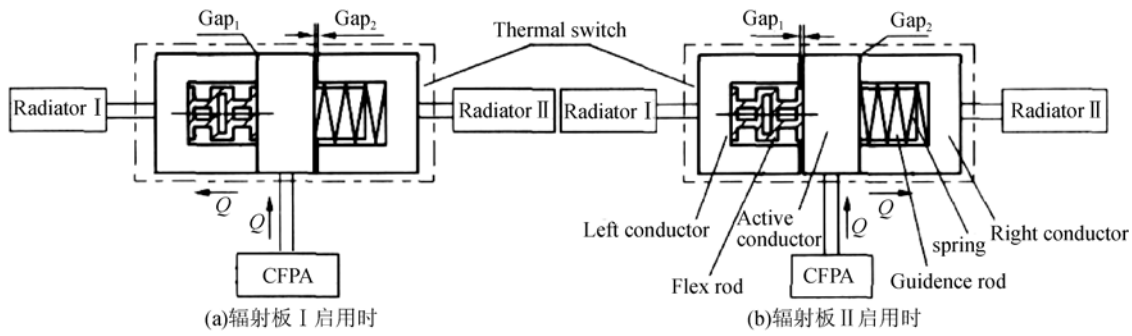 Gap₁
Gap₂
Radiator Ⅰ
Radiator Ⅱ
Q
Q
CFPA
(a)辐射板Ⅰ启用时
Thermal switch
Gap₁
Gap₂
Radiator Ⅰ
Radiator Ⅱ
Q
Q
Left conductor
Active
conductor
Flex rod
spring
Right conductor
Guidence rod
CFPA
(b)辐射板Ⅱ启用时